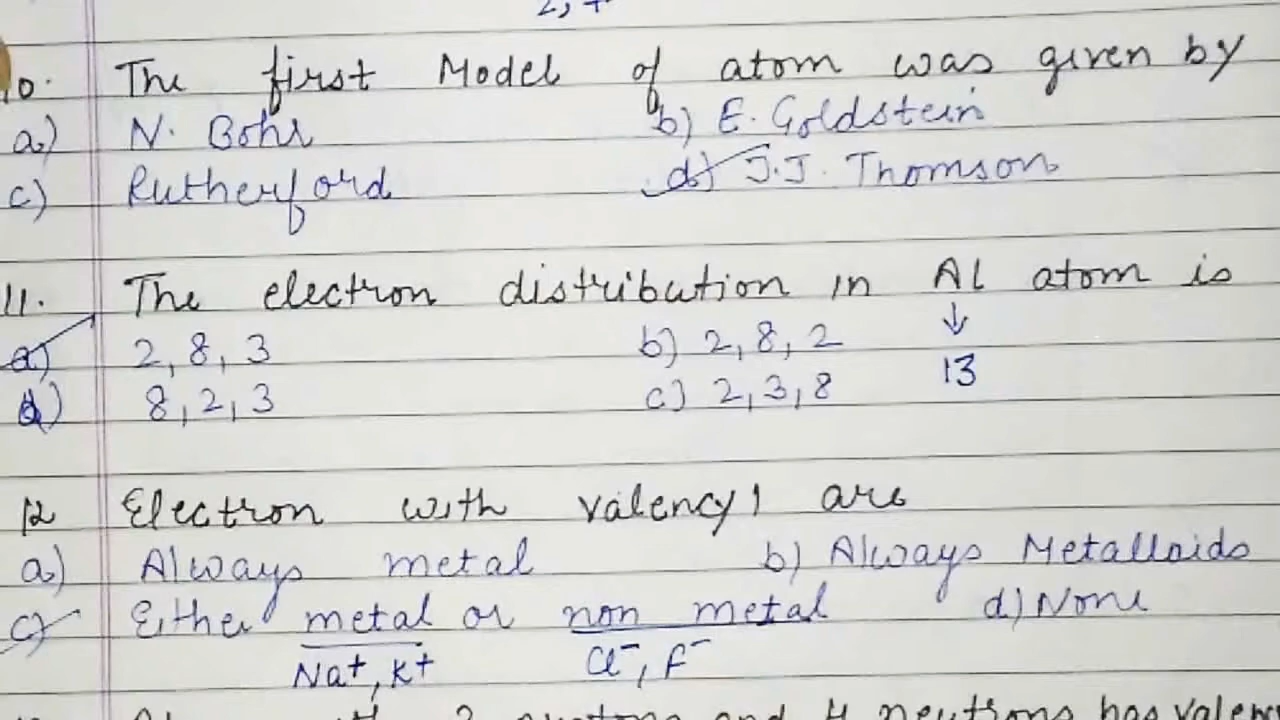 10. The first Model of atom was given by
a) N. Bohr b) E. Goldstein
c) Rutherford d) J.J. Thomson
11. The electron distribution in Al atom is
a) 2, 8, 3 b) 2, 8, 2 ↓
d) 8, 2, 3 c) 2, 3, 8 13
12 Electron with valency 1 are
a) Always metal b) Always Metalloids
c) Either metal or non metal d) None
Na⁺, K⁺ Cl⁻, F⁻
neutrons has